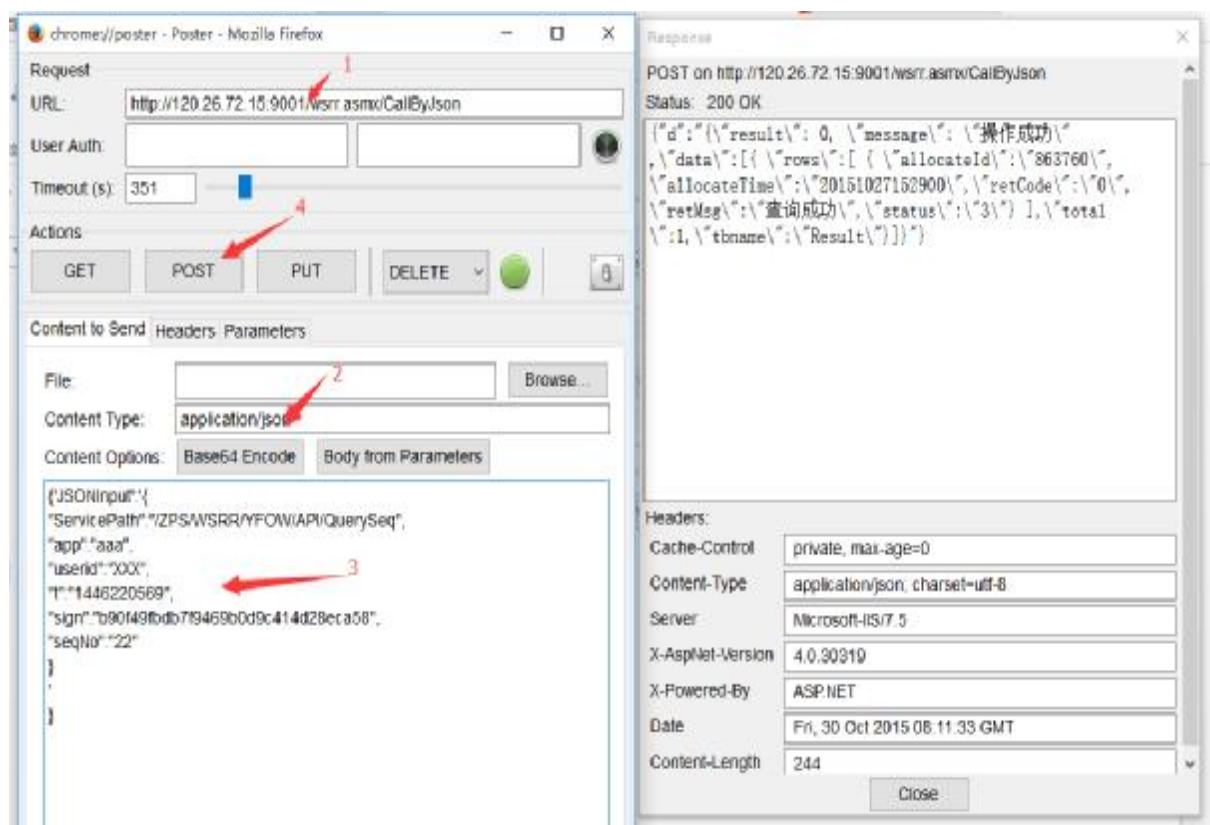 chrome://poster - Poster - Mozilla Firefox
Request
1
URL: http://120.26.72.15:9001/wsrr.asmx/CallByJson
User Auth:
Timeout (s): 351
4
Actions
GET POST PUT DELETE
Content to Send Headers Parameters
2
File: Browse...
Content Type: application/json
Content Options: Base64 Encode Body from Parameters
{'JSONInput':'{
"ServicePath":"/ZPS/WSRR/YFOW/API/QuerySeq",
"app":"aaa",
"userid":"XXX",
3
"t":"1446220569",
"sign":"b90f49fbdb7f9469b0d9c414d28eca58",
"seqNo":"22"
}
'
}
Response
POST on http://120.26.72.15:9001/wsrr.asmx/CallByJson
Status: 200 OK
{"d":"{\"result\": 0, \"message\": \"操作成功\"
,\"data\":[{ \"rows\":[ { \"allocateId\":\"863760\",
\"allocateTime\":\"20151027152900\",\"retCode\":\"0\",
\"retMsg\":\"查询成功\",\"status\":\"3\"} ],\"total
\":1,\"tbname\":\"Result\"}]}"}
Headers:
Cache-Control private, max-age=0
Content-Type application/json; charset=utf-8
Server Microsoft-IIS/7.5
X-AspNet-Version 4.0.30319
X-Powered-By ASP.NET
Date Fri, 30 Oct 2015 08:11:33 GMT
Content-Length 244
Close